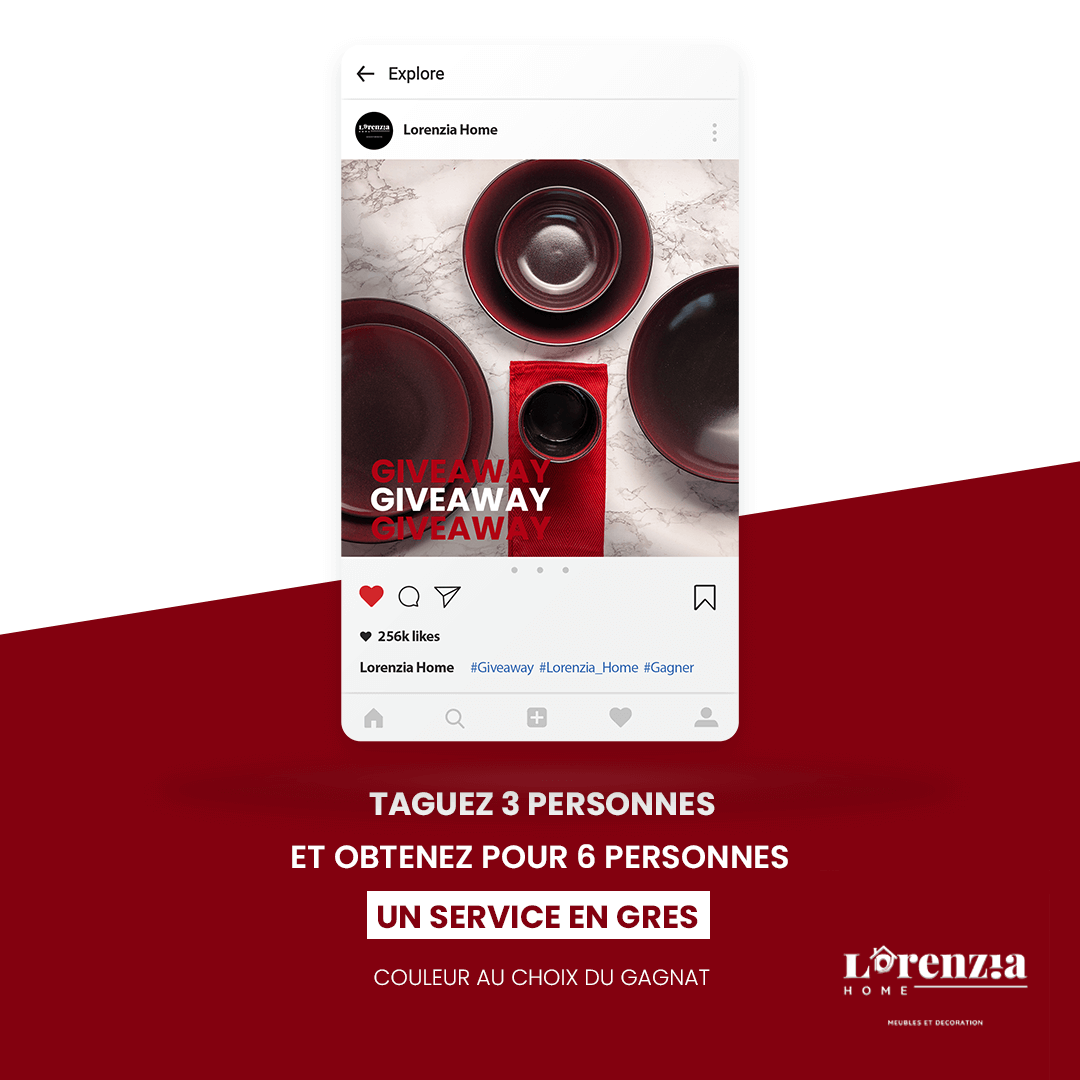 Explore
Lorenzia Home
GIVEAWAY
GIVEAWAY
GIVEAWAY
256k likes
Lorenzia Home #Giveaway #Lorenzia_Home #Gagner
TAGUEZ 3 PERSONNES
ET OBTENEZ POUR 6 PERSONNES
UN SERVICE EN GRES
COULEUR AU CHOIX DU GAGNAT
Lorenzia
HOME
MEUBLES ET DECORATION